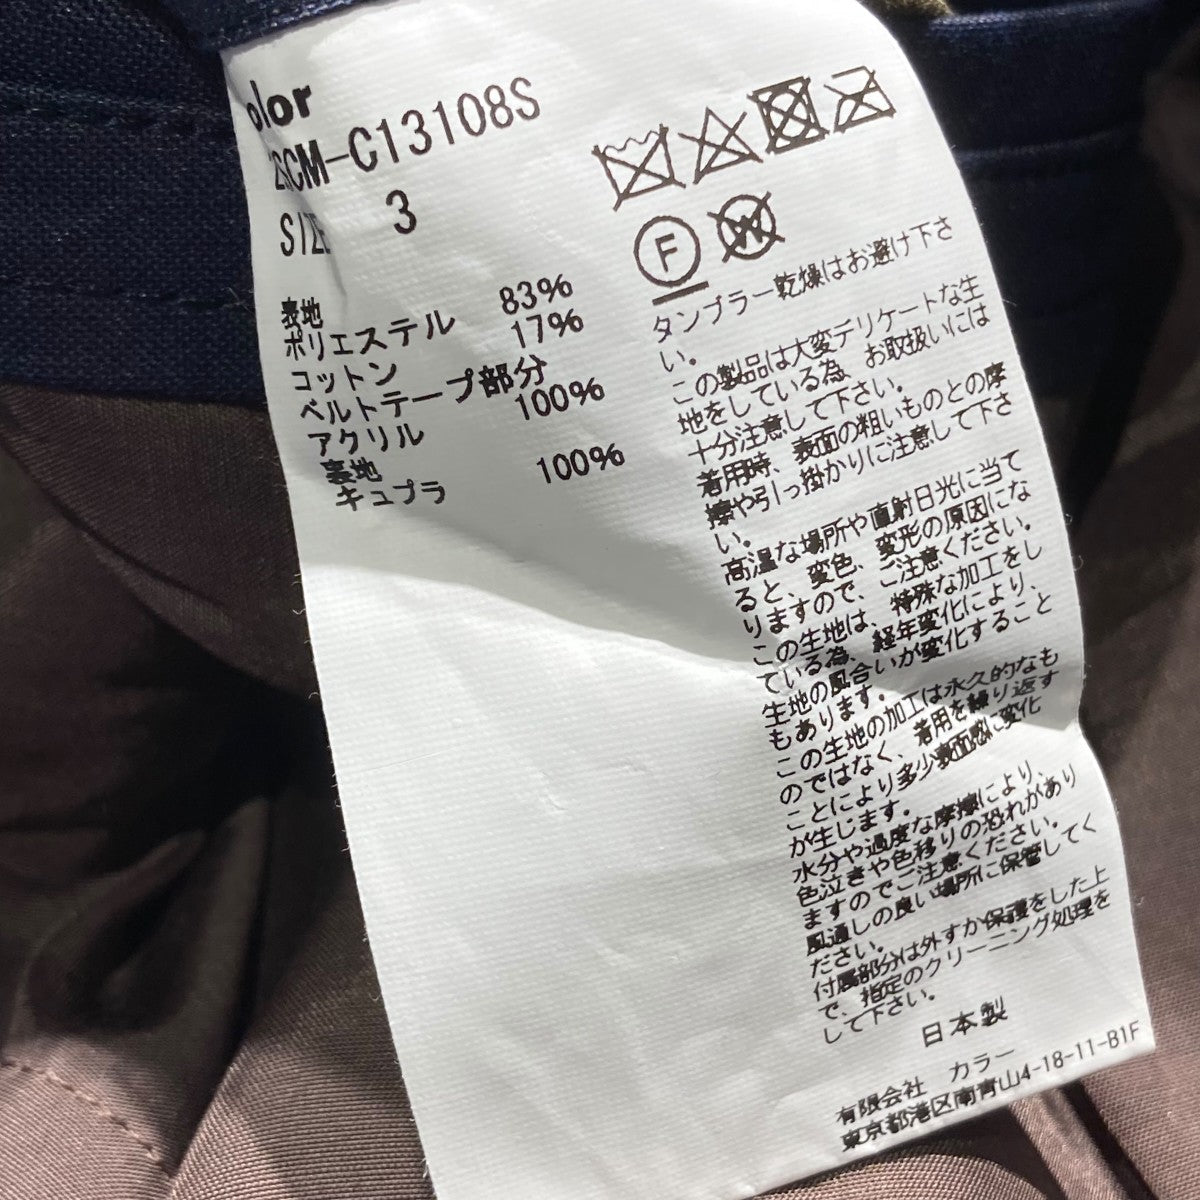 olor
CM-C13108S
SIZE 3
表地
ポリエステル 83%
コットン 17%
ベルトテープ部分
アクリル 100%
裏地
キュプラ 100%
F
W
タンブラー乾燥はお避け下さ
い。
この製品は大変デリケートな生
地をしている為、お取扱いには
十分注意して下さい。
着用時、表面の粗いものとの摩
擦や引っ掛かりに注意して下さ
い。
高温な場所や直射日光に当て
ると、変色、変形の原因にな
りますので、ご注意ください。
この生地は、特殊な加工をし
ている為、経年変化により、
生地の風合いが変化すること
もあります。
この生地の加工は永久的なも
のではなく、着用を繰り返す
ことにより多少表面感に変化
が生じます。
水分や過度な摩擦により、
色泣きや色移りの恐れがあり
ますのでご注意ください。
風通しの良い場所に保管してく
ださい。
付属部分は外すか保護をした上
で、指定のクリーニング処理を
して下さい。
日本製
有限会社 カラー
東京都港区南青山4-18-11-B1F